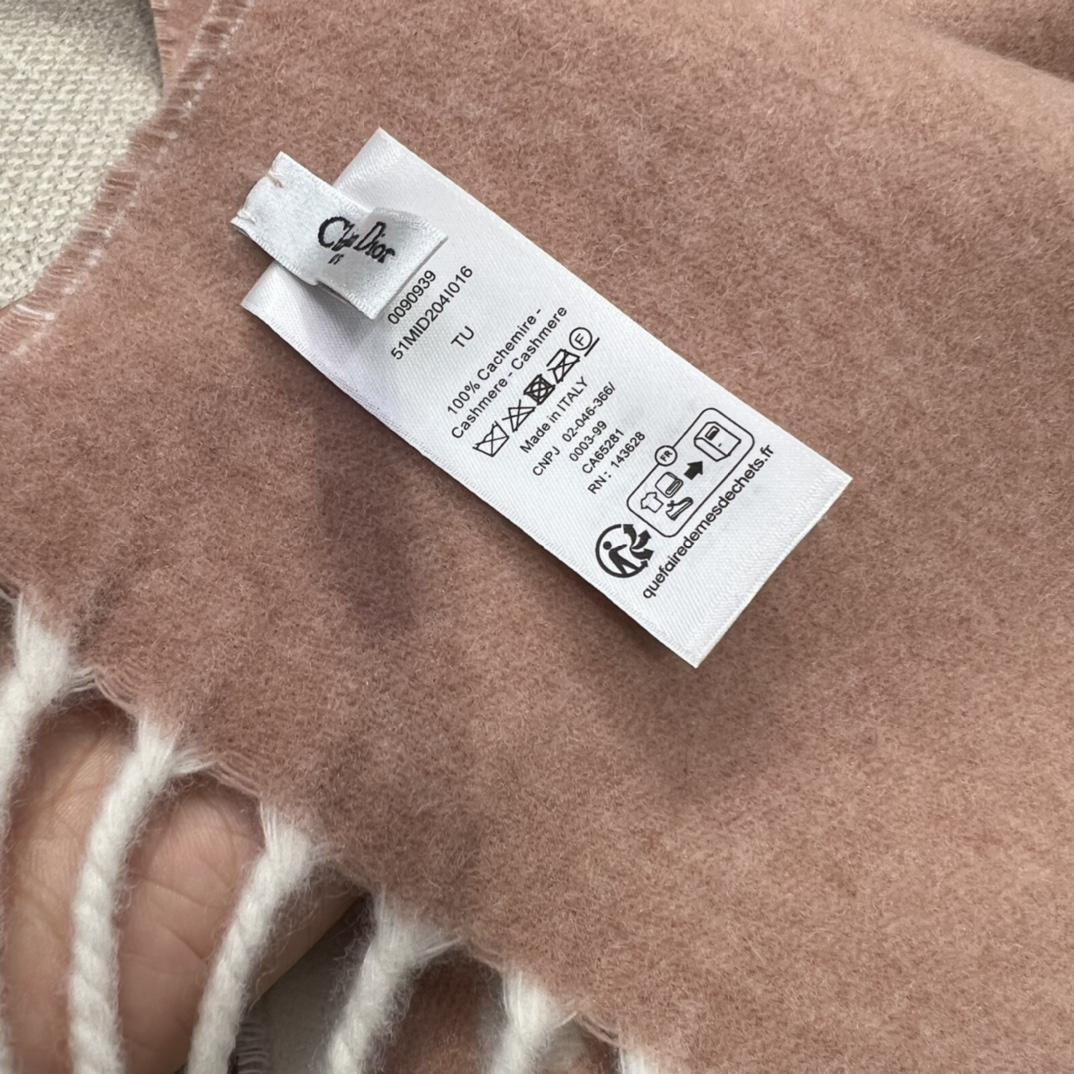 Dior
0090939
51MID204I016
TU
100% Cachemire -
Cashmere - Cashmere
F
Made in ITALY
CNPJ 02-046-366/
0003-99
CA65281
RN: 143628
FR
quefairedemesdechets.fr